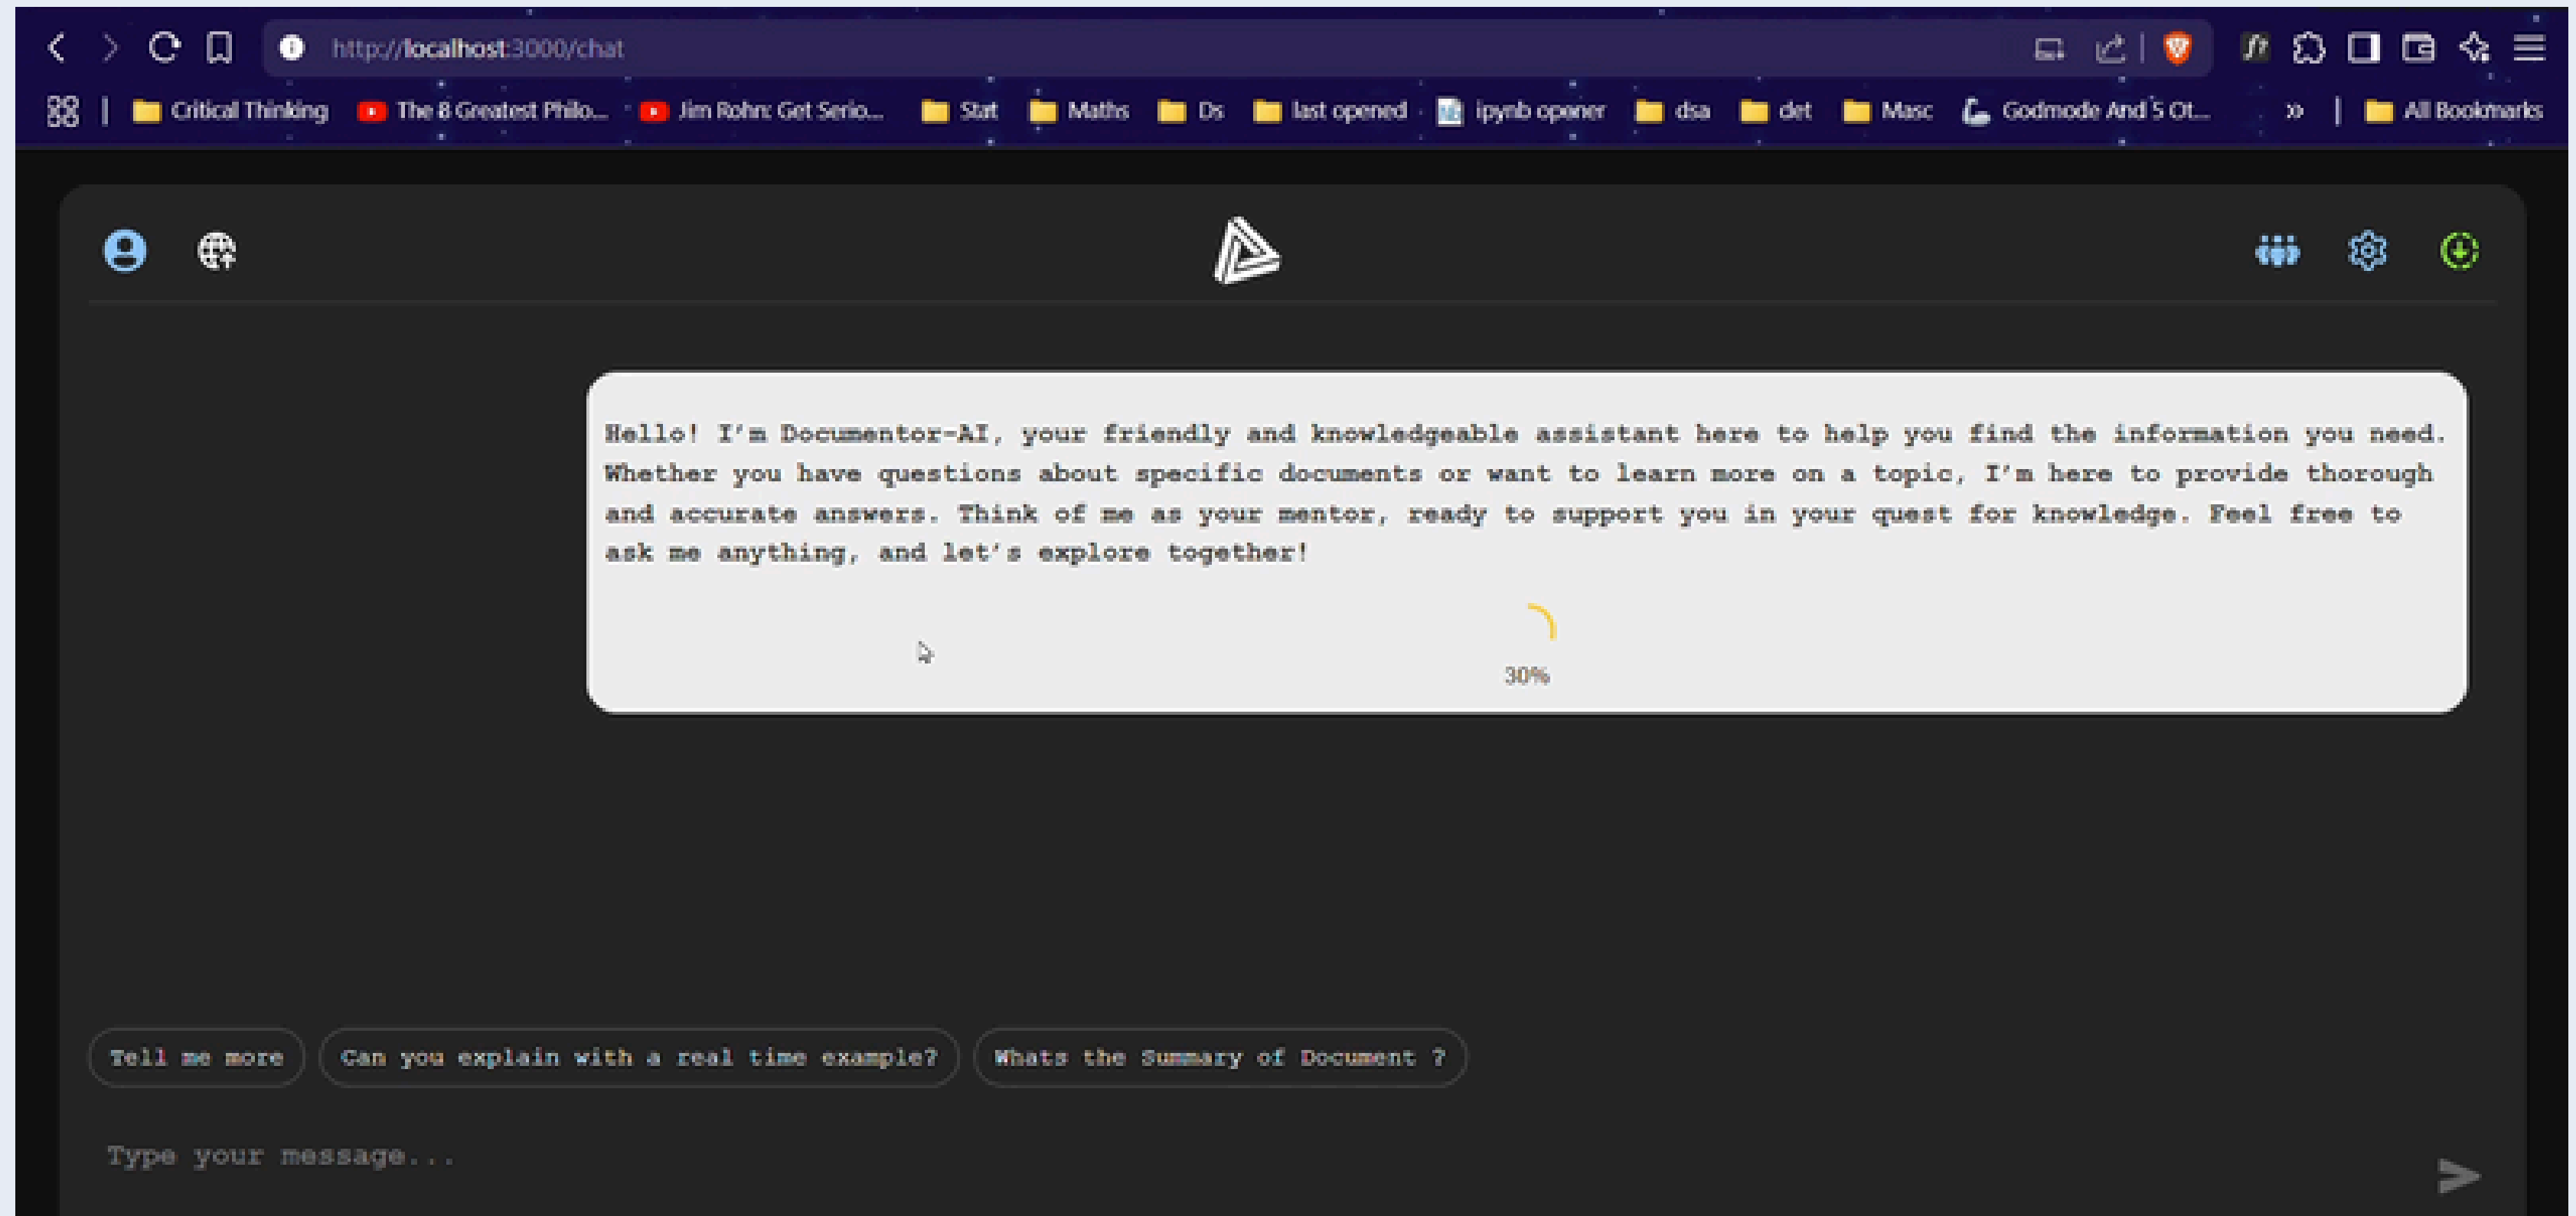 http://localhost:3000/chat
Critical Thinking The 8 Greatest Philo... Jim Rohn: Get Serio... Stat Maths Ds last opened ipynb opener dsa det Masc Godmode And 5 Ot... » All Bookmarks
Hello! I'm Documentor-AI, your friendly and knowledgeable assistant here to help you find the information you need.
Whether you have questions about specific documents or want to learn more on a topic, I'm here to provide thorough
and accurate answers. Think of me as your mentor, ready to support you in your quest for knowledge. Feel free to
ask me anything, and let's explore together!
30%
Tell me more Can you explain with a real time example? Whats the Summary of Document ?
Type your message...